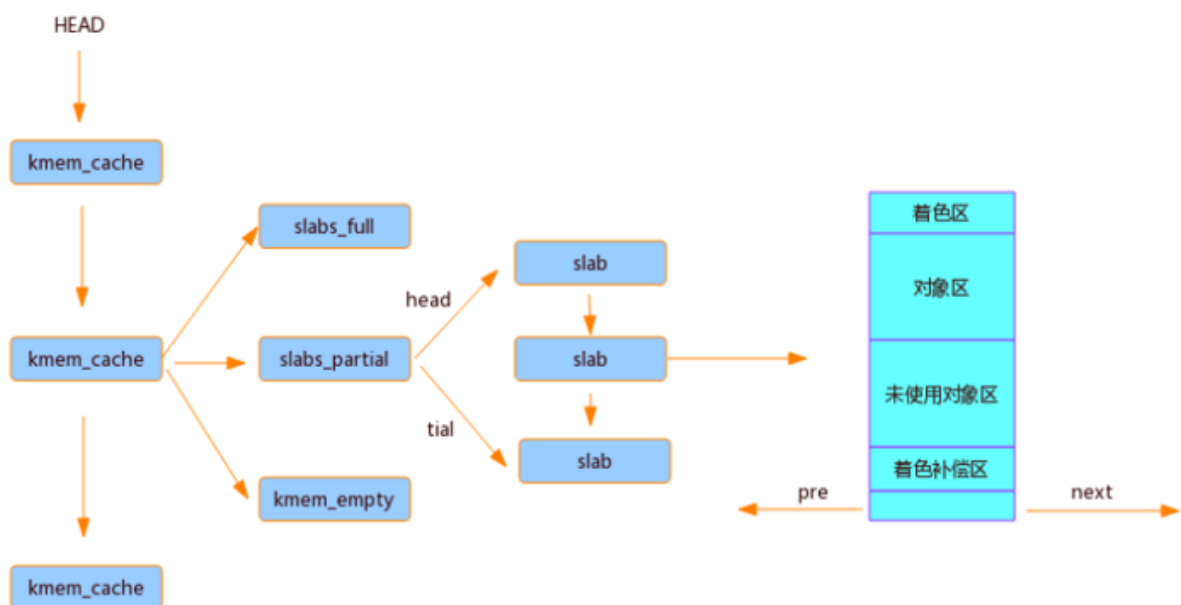 HEAD
kmem_cache
kmem_cache
kmem_cache
slabs_full
slabs_partial
kmem_empty
head
tial
slab
slab
slab
着色区
对象区
未使用对象区
着色补偿区
pre
next